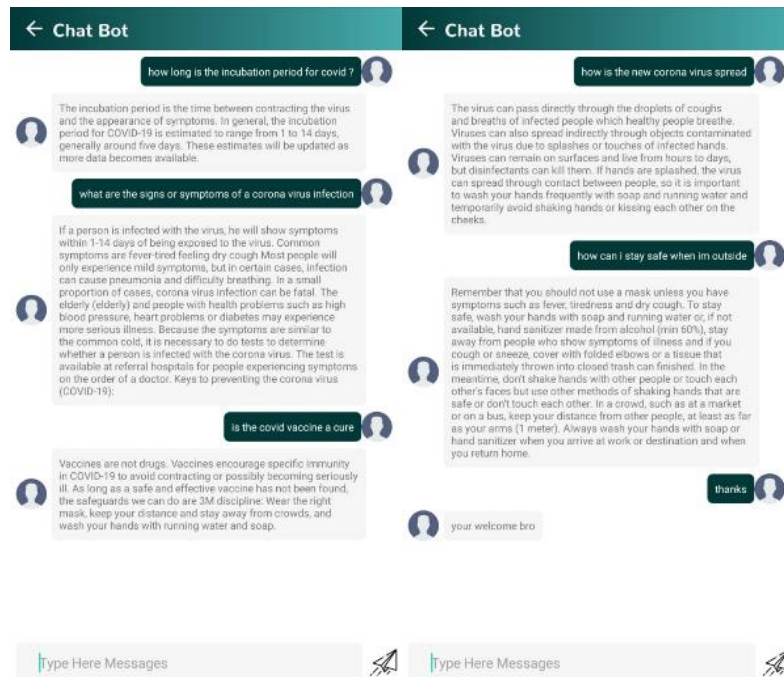 Chat Bot
how long is the incubation period for covid ?
The incubation period is the time between contracting the virus
and the appearance of symptoms. In general, the incubation
period for COVID-19 is estimated to range from 1 to 14 days,
generally around five days. These estimates will be updated as
more data becomes available.
what are the signs or symptoms of a corona virus infection
If a person is infected with the virus, he will show symptoms
within 1-14 days of being exposed to the virus. Common
symptoms are fever-tired feeling dry cough Most people will
only experience mild symptoms, but in certain cases, infection
can cause pneumonia and difficulty breathing. In a small
proportion of cases, corona virus infection can be fatal. The
elderly (elderly) and people with health problems such as high
blood pressure, heart problems or diabetes may experience
more serious illness. Because the symptoms are similar to
the common cold, it is necessary to do tests to determine
whether a person is infected with the corona virus. The test is
available at referral hospitals for people experiencing symptoms
on the order of a doctor. Keys to preventing the corona virus
(COVID-19):
is the covid vaccine a cure
Vaccines are not drugs. Vaccines encourage specific immunity
in COVID-19 to avoid contracting or possibly becoming seriously
ill. As long as a safe and effective vaccine has not been found,
the safeguards we can do are 3M discipline: Wear the right
mask, keep your distance and stay away from crowds, and
wash your hands with running water and soap.
Type Here Messages
Chat Bot
how is the new corona virus spread
The virus can pass directly through the droplets of coughs
and breaths of infected people which healthy people breathe.
Viruses can also spread indirectly through objects contaminated
with the virus due to splashes or touches of infected hands.
Viruses can remain on surfaces and live from hours to days,
but disinfectants can kill them. If hands are splashed, the virus
can spread through contact between people, so it is important
to wash your hands frequently with soap and running water and
temporarily avoid shaking hands or kissing each other on the
cheeks.
how can i stay safe when im outside
Remember that you should not use a mask unless you have
symptoms such as fever, tiredness and dry cough. To stay
safe, wash your hands with soap and running water or, if not
available, hand sanitizer made from alcohol (min 60%), stay
away from people who show symptoms of illness and if you
cough or sneeze, cover with folded elbows or a tissue that
is immediately thrown into closed trash can finished. In the
meantime, don't shake hands with other people or touch each
other's faces but use other methods of shaking hands that are
safe or don't touch each other. In a crowd, such as at a market
or on a bus, keep your distance from other people, at least as far
as your arms (1 meter). Always wash your hands with soap or
hand sanitizer when you arrive at work or destination and when
you return home.
thanks
your welcome bro
Type Here Messages